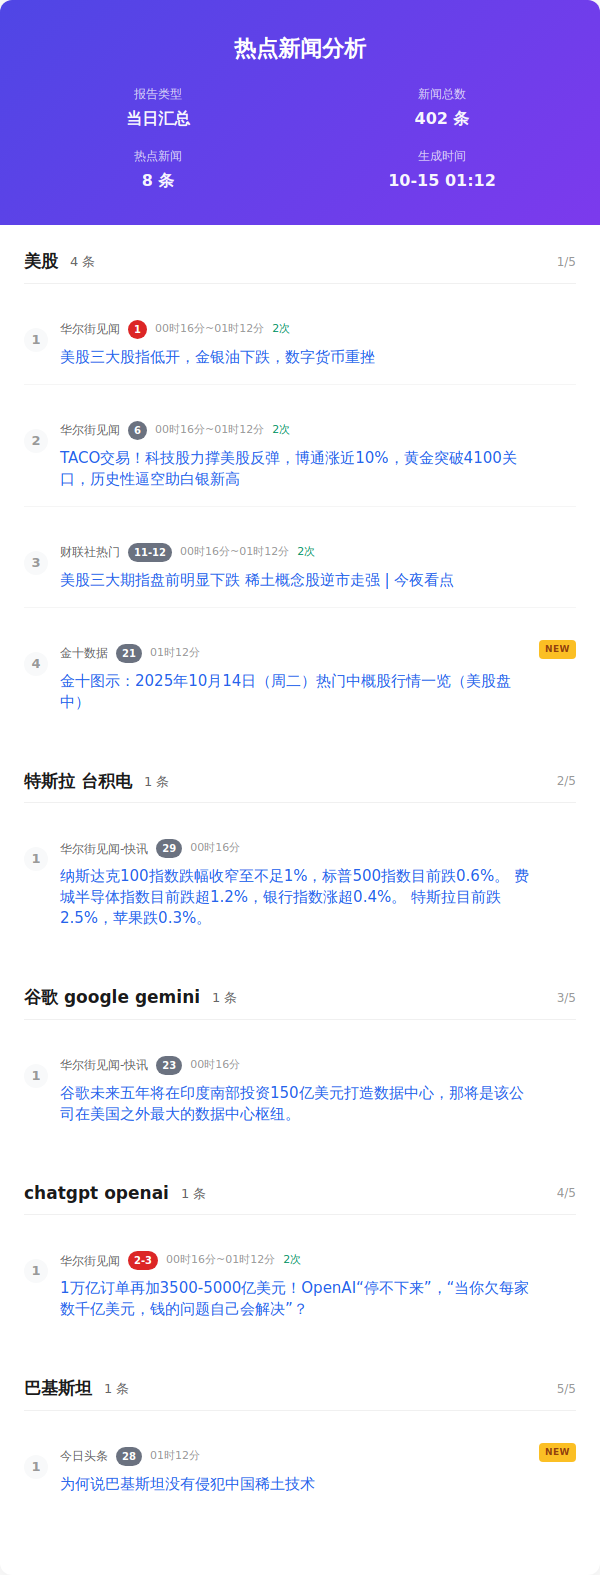 热点新闻分析
报告类型
当日汇总
新闻总数
402 条
热点新闻
8 条
生成时间
10-15 01:12
美股 4 条 1/5
1
华尔街见闻 1 00时16分~01时12分 2次
美股三大股指低开，金银油下跌，数字货币重挫
2
华尔街见闻 6 00时16分~01时12分 2次
TACO交易！科技股力撑美股反弹，博通涨近10%，黄金突破4100关
口，历史性逼空助白银新高
3
财联社热门 11-12 00时16分~01时12分 2次
美股三大期指盘前明显下跌 稀土概念股逆市走强 | 今夜看点
4
金十数据 21 01时12分 NEW
金十图示：2025年10月14日（周二）热门中概股行情一览（美股盘
中）
特斯拉 台积电 1 条 2/5
1
华尔街见闻-快讯 29 00时16分
纳斯达克100指数跌幅收窄至不足1%，标普500指数目前跌0.6%。 费
城半导体指数目前跌超1.2%，银行指数涨超0.4%。 特斯拉目前跌
2.5%，苹果跌0.3%。
谷歌 google gemini 1 条 3/5
1
华尔街见闻-快讯 23 00时16分
谷歌未来五年将在印度南部投资150亿美元打造数据中心，那将是该公
司在美国之外最大的数据中心枢纽。
chatgpt openai 1 条 4/5
1
华尔街见闻 2-3 00时16分~01时12分 2次
1万亿订单再加3500-5000亿美元！OpenAI“停不下来”，“当你欠每家
数千亿美元，钱的问题自己会解决”？
巴基斯坦 1 条 5/5
1
今日头条 28 01时12分 NEW
为何说巴基斯坦没有侵犯中国稀土技术